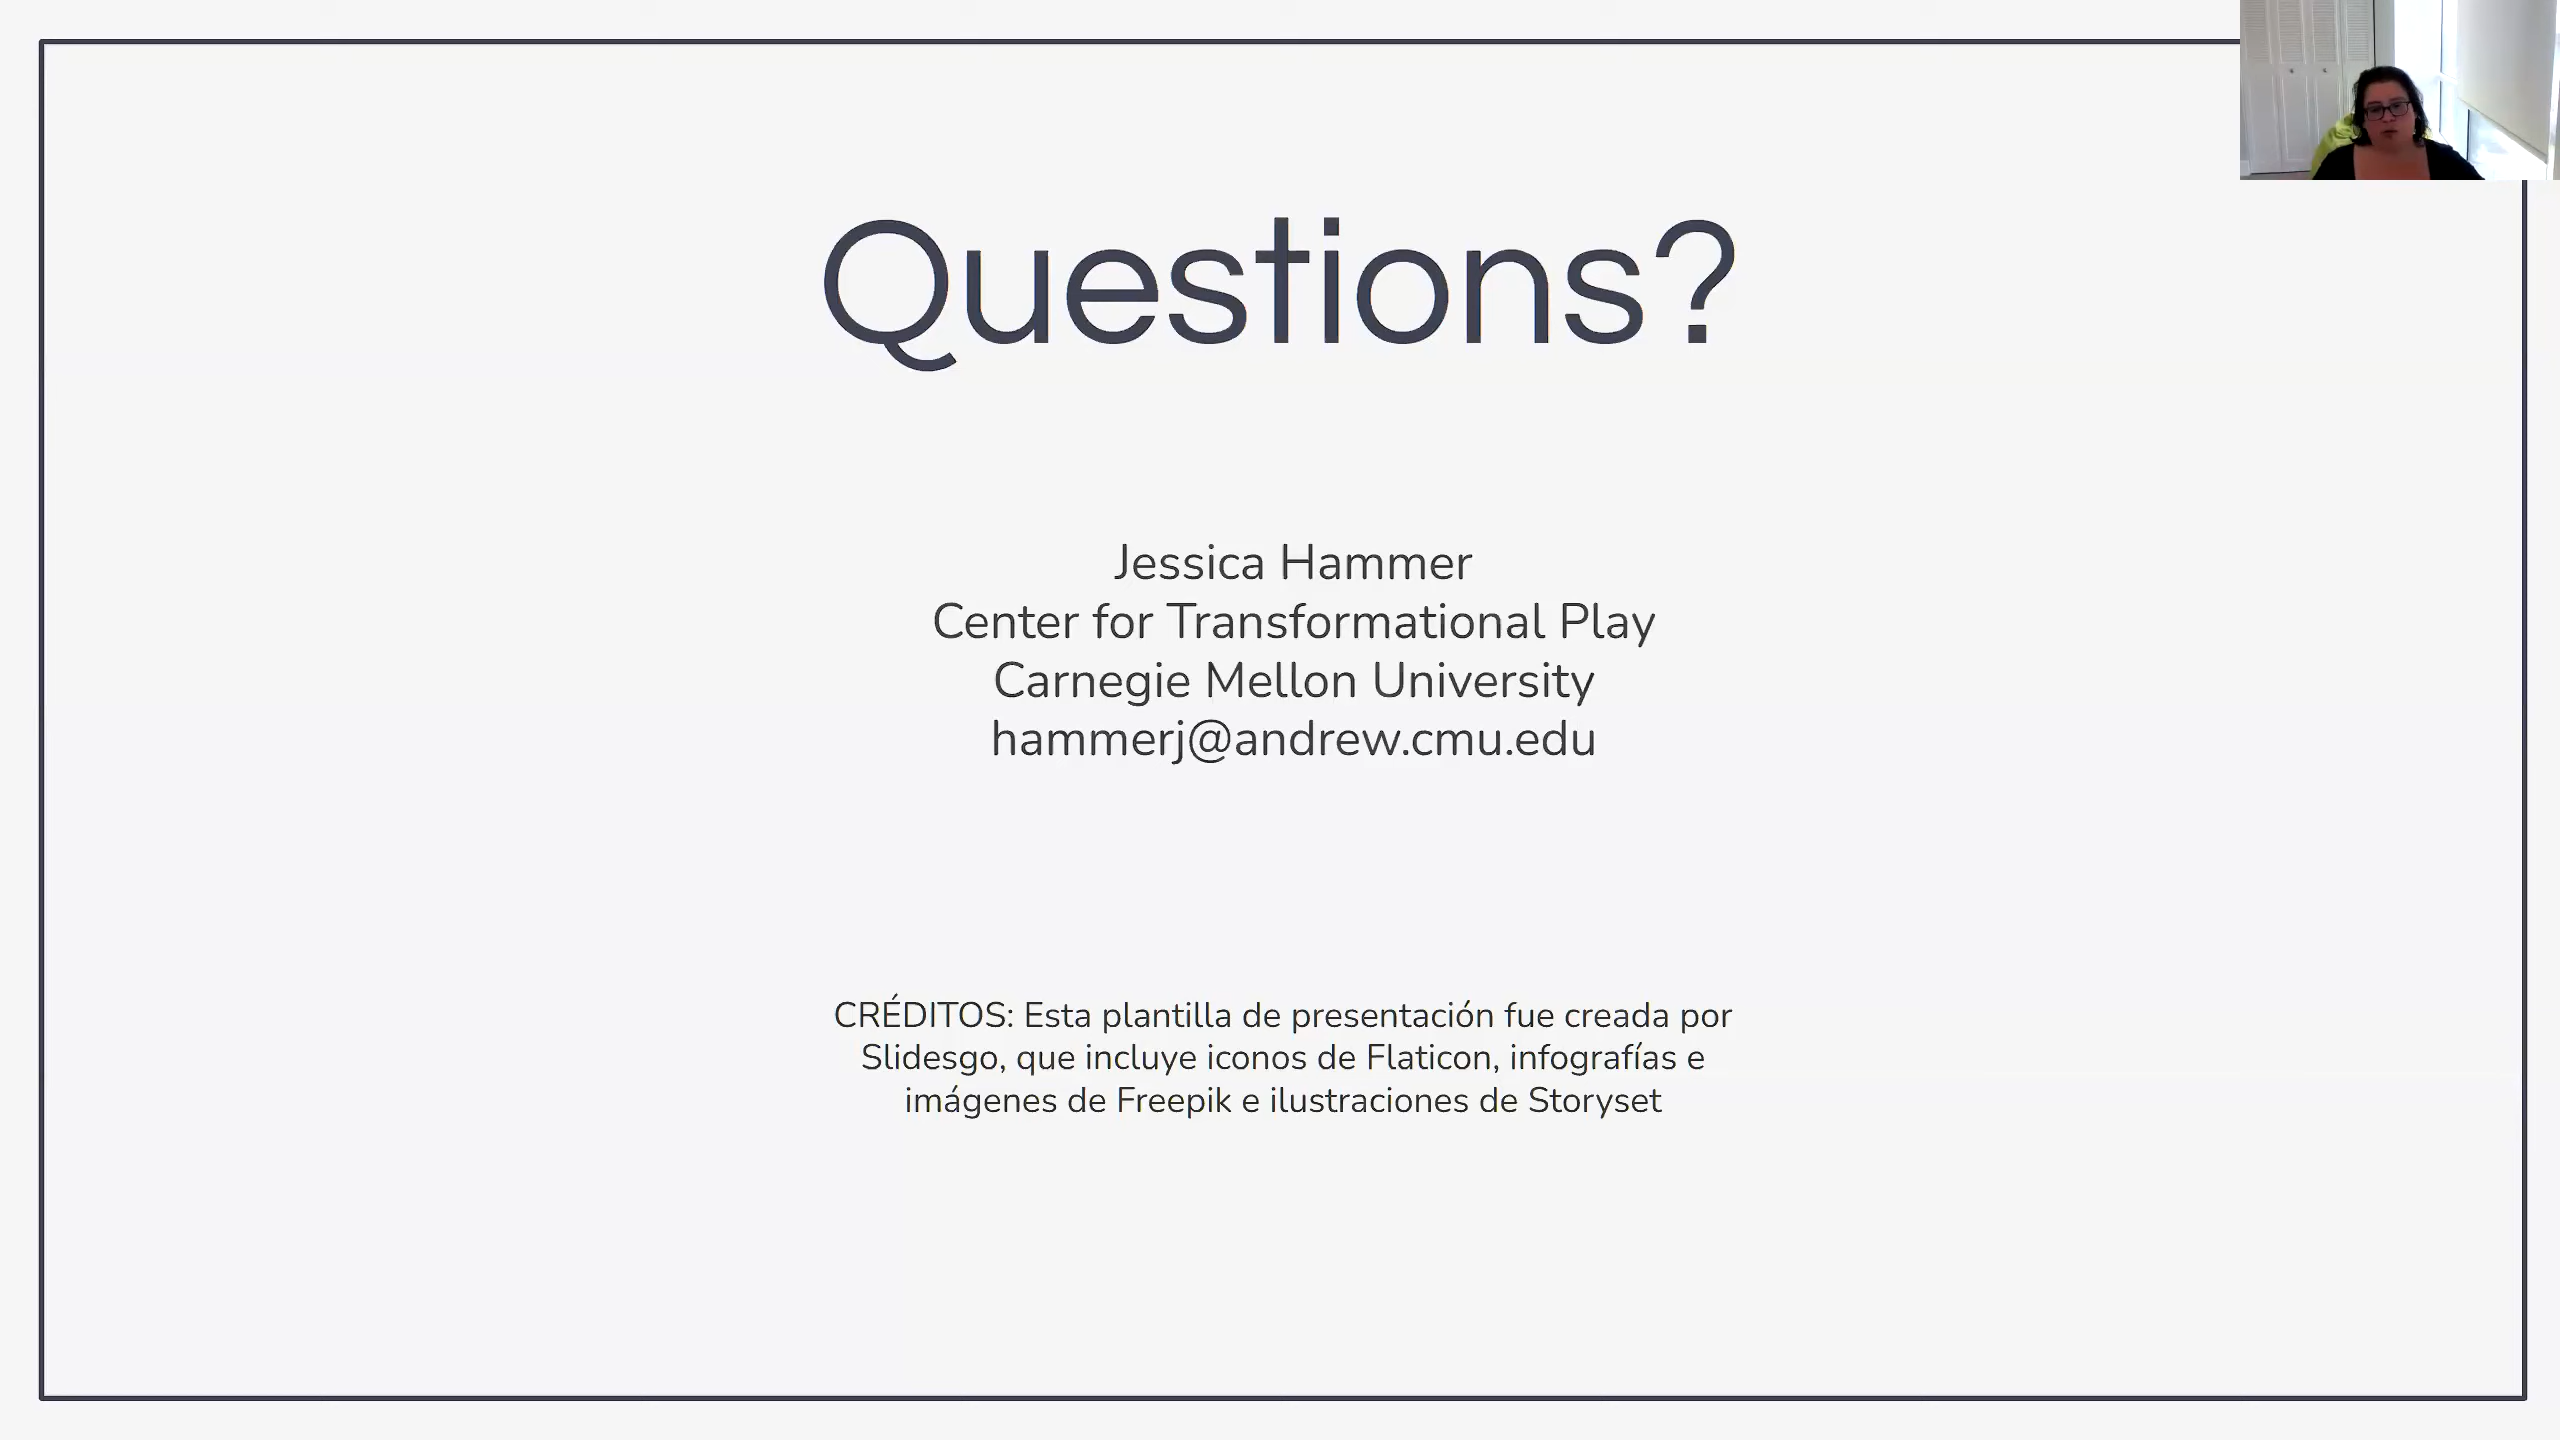 Questions?
Jessica Hammer
Center for Transformational Play
Carnegie Mellon University
hammerj@andrew.cmu.edu
CRÉDITOS: Esta plantilla de presentación fue creada por
Slidesgo, que incluye iconos de Flaticon, infografías e
imágenes de Freepik e ilustraciones de Storyset